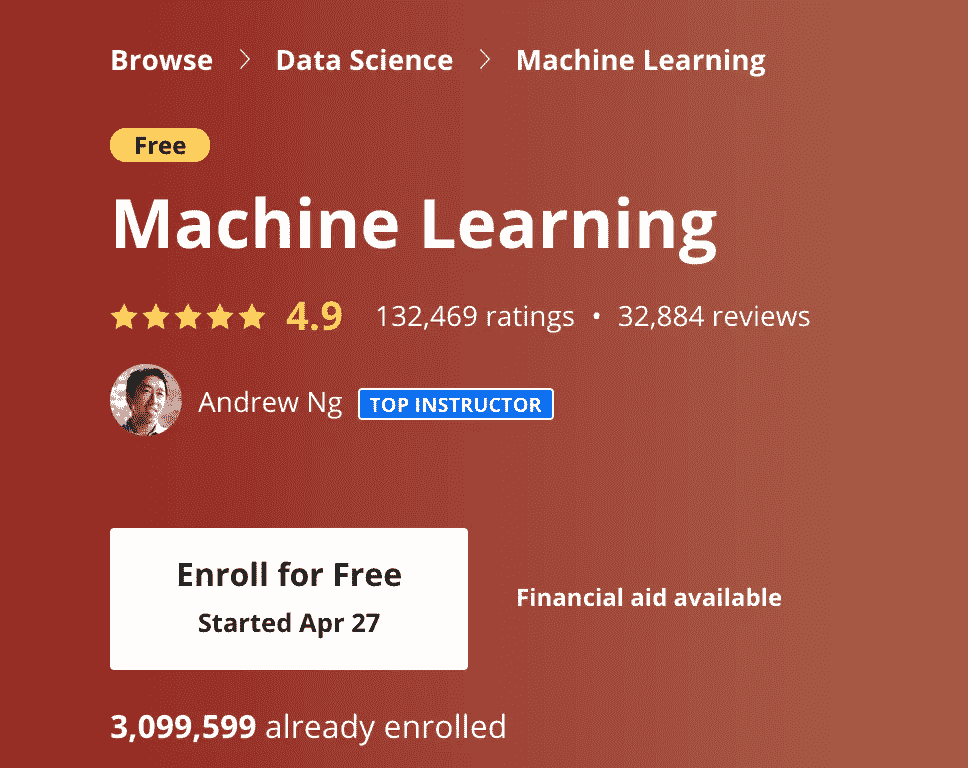 Browse > Data Science > Machine Learning
Free
Machine Learning
4.9 132,469 ratings • 32,884 reviews
Andrew Ng TOP INSTRUCTOR
Enroll for Free
Started Apr 27
Financial aid available
3,099,599 already enrolled